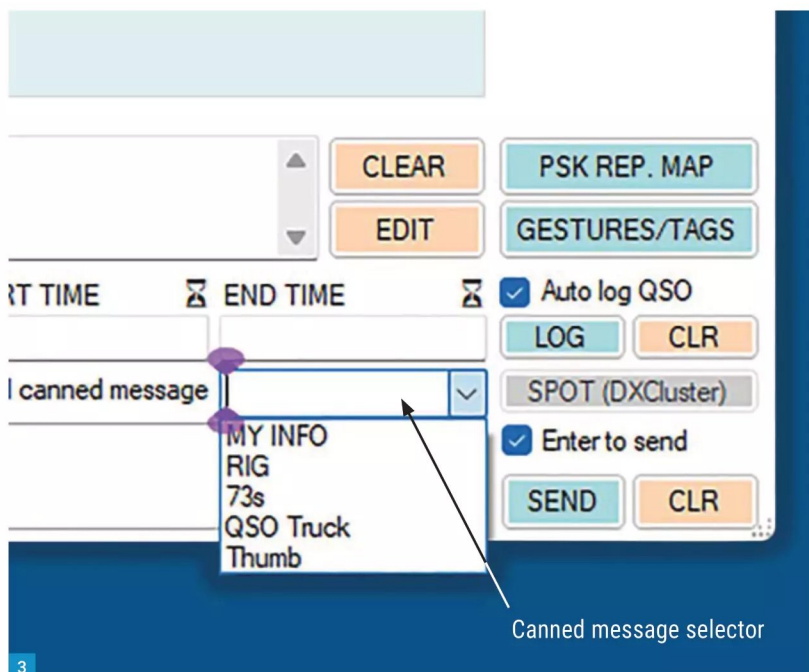 CLEAR
PSK REP. MAP
EDIT
GESTURES/TAGS
RT TIME
END TIME
Auto log QSO
LOG
CLR
canned message
SPOT (DXCluster)
MY INFO
Enter to send
RIG
73s
SEND
CLR
QSO Truck
Thumb
Canned message selector
3